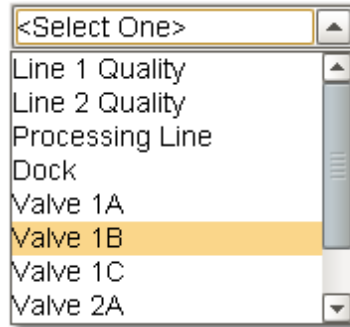 <Select One>
Line 1 Quality
Line 2 Quality
Processing Line
Dock
Valve 1A
Valve 1B
Valve 1C
Valve 2A